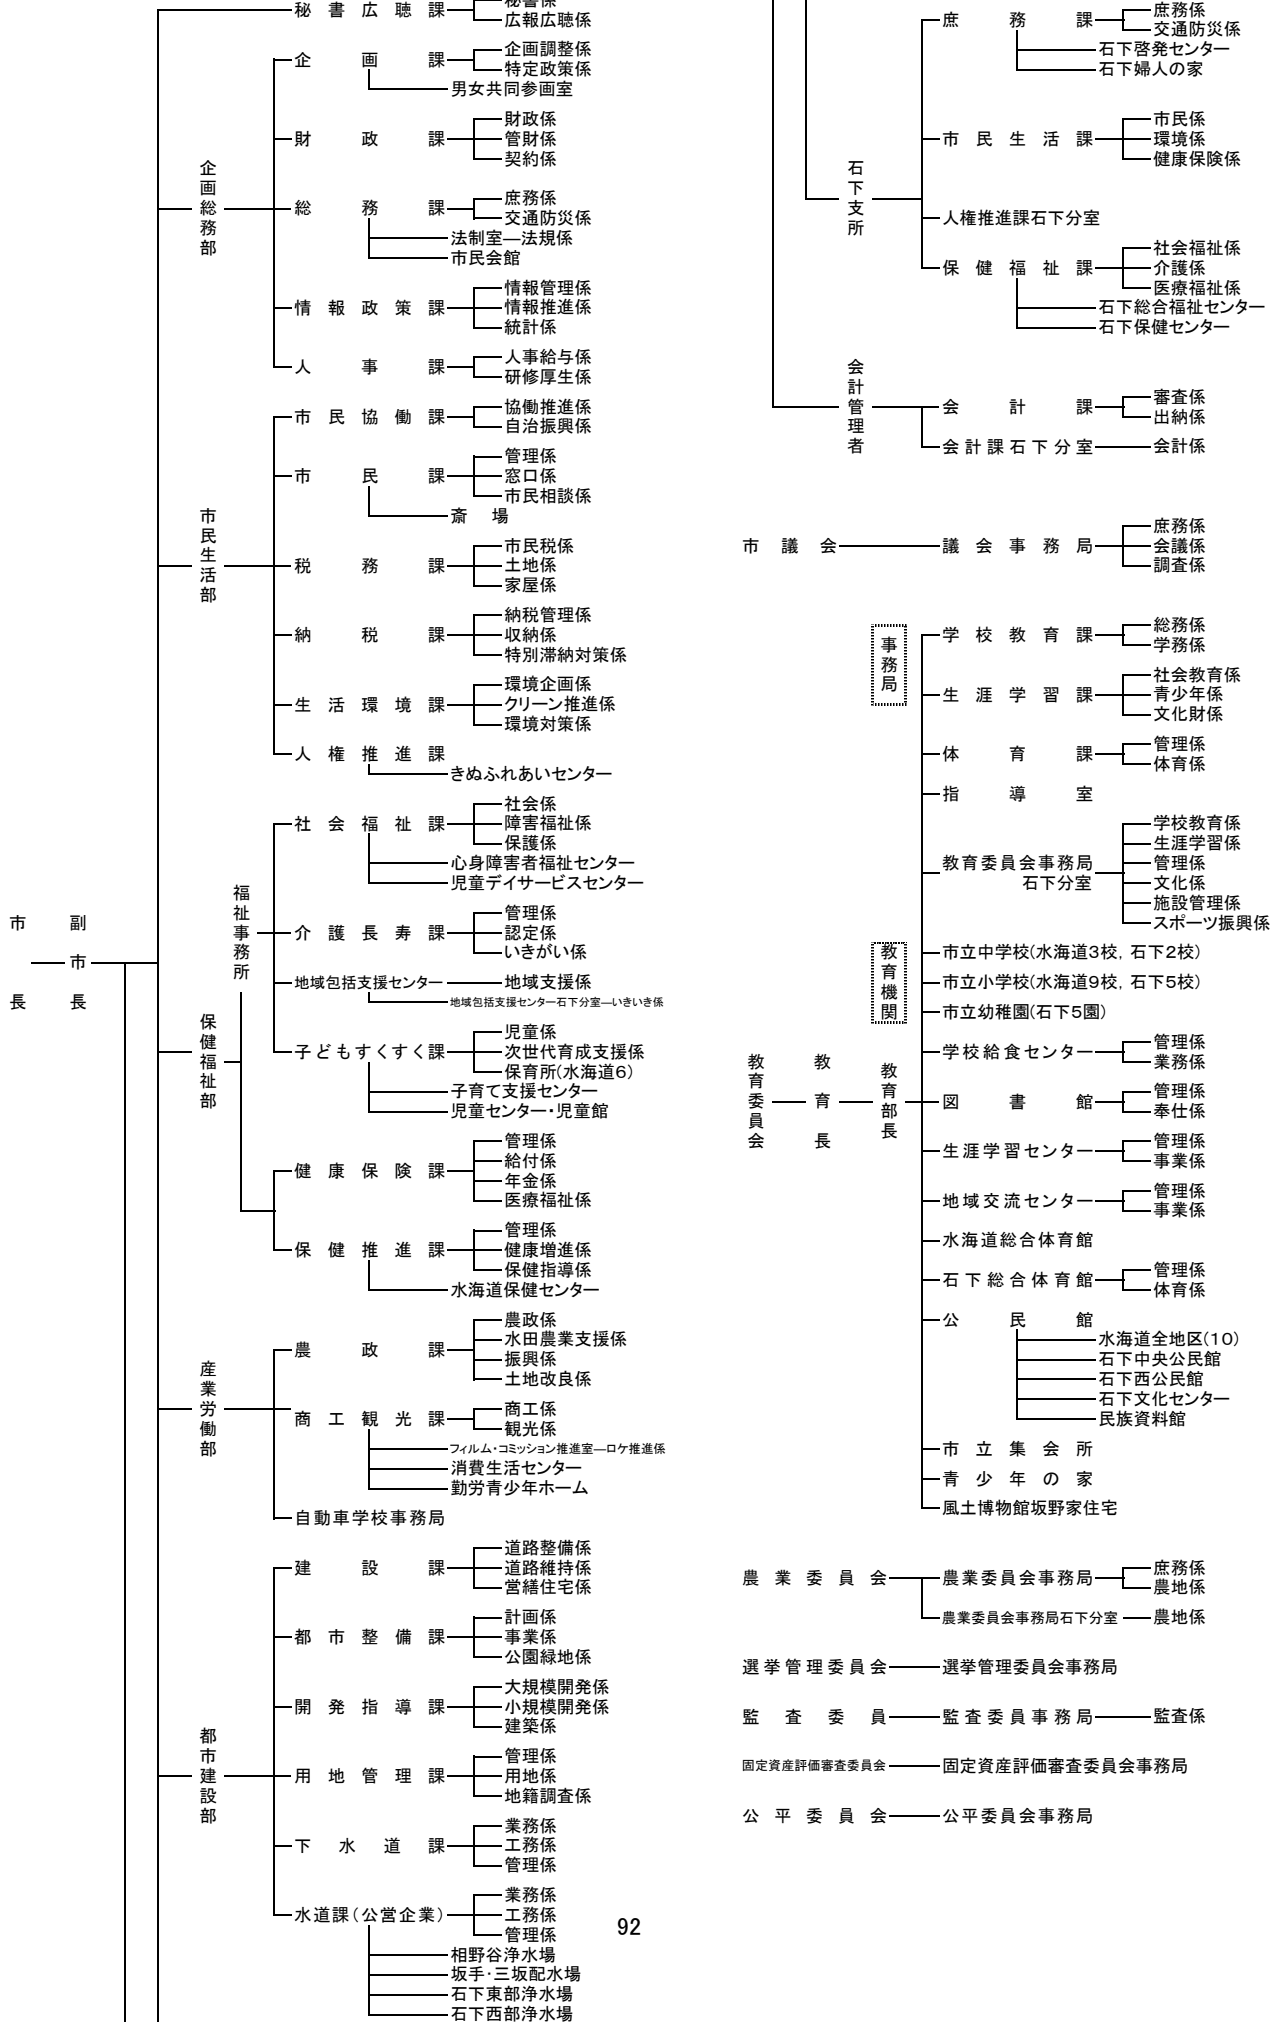 市長
副市長
秘書広聴課
秘書係
広報広聴係
企画総務部
企画課
企画調整係
特定政策係
男女共同参画室
財政課
財政係
管財係
契約係
総務課
庶務係
交通防災係
法制室―法規係
市民会館
情報政策課
情報管理係
情報推進係
統計係
人事課
人事給与係
研修厚生係
市民生活部
市民協働課
協働推進係
自治振興係
市民課
管理係
窓口係
市民相談係
斎場
税務課
市民税係
土地係
家屋係
納税課
納税管理係
収納係
特別滞納対策係
生活環境課
環境企画係
クリーン推進係
環境対策係
人権推進課
きぬふれあいセンター
保健福祉部
福祉事務所
社会福祉課
社会係
障害福祉係
保護係
心身障害者福祉センター
児童デイサービスセンター
介護長寿課
管理係
認定係
いきがい係
地域包括支援センター
地域支援係
地域包括支援センター石下分室―いきいき係
子どもすくすく課
児童係
次世代育成支援係
保育所(水海道6)
子育て支援センター
児童センター・児童館
健康保険課
管理係
給付係
年金係
医療福祉係
保健推進課
管理係
健康増進係
保健指導係
水海道保健センター
産業労働部
農政課
農政係
水田農業支援係
振興係
土地改良係
商工観光課
商工係
観光係
フィルム・コミッション推進室―ロケ推進係
消費生活センター
勤労青少年ホーム
自動車学校事務局
都市建設部
建設課
道路整備係
道路維持係
営繕住宅係
都市整備課
計画係
事業係
公園緑地係
開発指導課
大規模開発係
小規模開発係
建築係
用地管理課
管理係
用地係
地籍調査係
下水道課
業務係
工務係
管理係
水道課(公営企業)
業務係
工務係
管理係
相野谷浄水場
坂手・三坂配水場
石下東部浄水場
石下西部浄水場
石下支所
庶務課
庶務係
交通防災係
石下啓発センター
石下婦人の家
市民生活課
市民係
環境係
健康保険係
人権推進課石下分室
保健福祉課
社会福祉係
介護係
医療福祉係
石下総合福祉センター
石下保健センター
会計管理者
会計課
審査係
出納係
会計課石下分室
会計係
市議会
議会事務局
庶務係
会議係
調査係
教育委員会
教育長
教育部長
事務局
学校教育課
総務係
学務係
生涯学習課
社会教育係
青少年係
文化財係
体育課
管理係
体育係
指導室
教育委員会事務局
石下分室
学校教育係
生涯学習係
管理係
文化係
施設管理係
スポーツ振興係
教育機関
市立中学校(水海道3校, 石下2校)
市立小学校(水海道9校, 石下5校)
市立幼稚園(石下5園)
学校給食センター
管理係
業務係
図書館
管理係
奉仕係
生涯学習センター
管理係
事業係
地域交流センター
管理係
事業係
水海道総合体育館
石下総合体育館
管理係
体育係
公民館
水海道全地区(10)
石下中央公民館
石下西公民館
石下文化センター
民族資料館
市立集会所
青少年の家
風土博物館坂野家住宅
農業委員会
農業委員会事務局
庶務係
農地係
農業委員会事務局石下分室
農地係
選挙管理委員会
選挙管理委員会事務局
監査委員
監査委員事務局
監査係
固定資産評価審査委員会
固定資産評価審査委員会事務局
公平委員会
公平委員会事務局
92